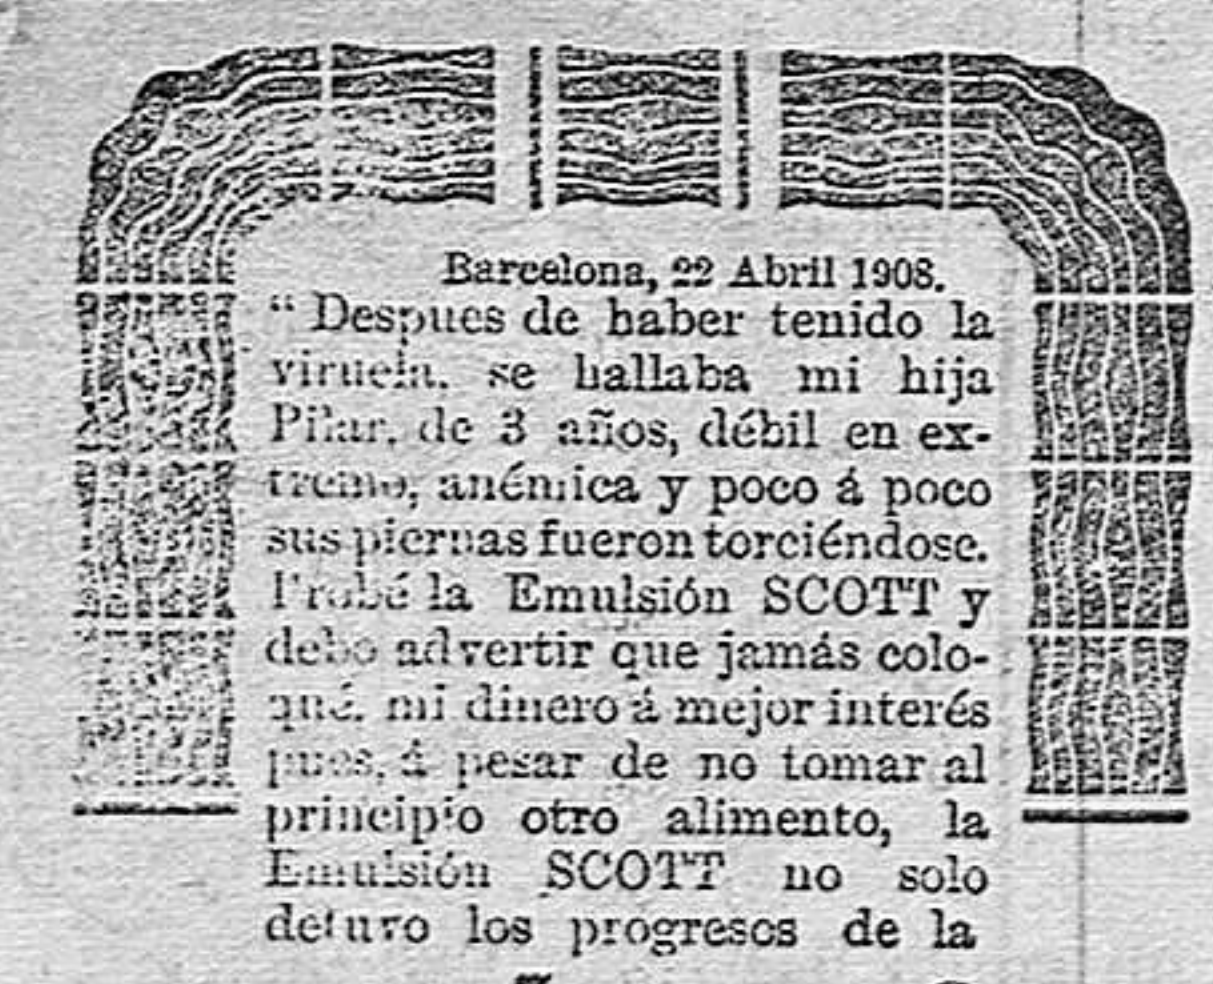 Barcelona, 22 Abril 1908.
“ Despues de haber tenido la
viruela, se hallaba mi hija
Pilar, de 3 años, débil en ex-
tremo, anémica y poco á poco
sus piernas fueron torciéndose.
Probé la Emulsión SCOTT y
debo advertir que jamás colo-
qué, mi dinero á mejor interés
pues, á pesar de no tomar al
principio otro alimento, la
Emulsión SCOTT no solo
detuvo los progresos de la